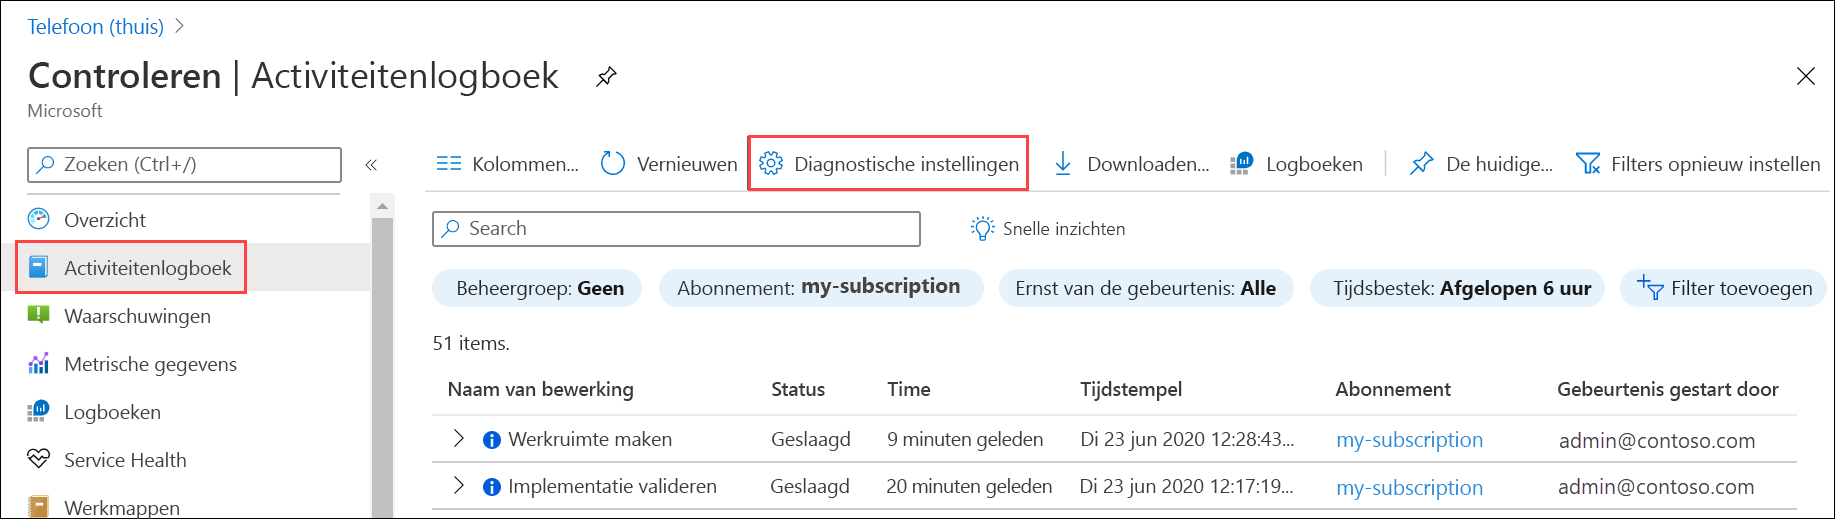 Telefoon (thuis) >
Controleren | Activiteitenlogboek
Microsoft
Zoeken (Ctrl+/)
«
Kolommen... Vernieuwen Diagnostische instellingen Downloaden... Logboeken De huidige... Filters opnieuw instellen
Overzicht
Activiteitenlogboek
Waarschuwingen
Metrische gegevens
Logboeken
Service Health
Werkmappen
Search Snelle inzichten
Beheergroep: Geen Abonnement: my-subscription Ernst van de gebeurtenis: Alle Tijdsbestek: Afgelopen 6 uur Filter toevoegen
51 items.
Naam van bewerking Status Time Tijdstempel Abonnement Gebeurtenis gestart door
Werkruimte maken Geslaagd 9 minuten geleden Di 23 jun 2020 12:28:43... my-subscription admin@contoso.com
Implementatie valideren Geslaagd 20 minuten geleden Di 23 jun 2020 12:17:19... my-subscription admin@contoso.com